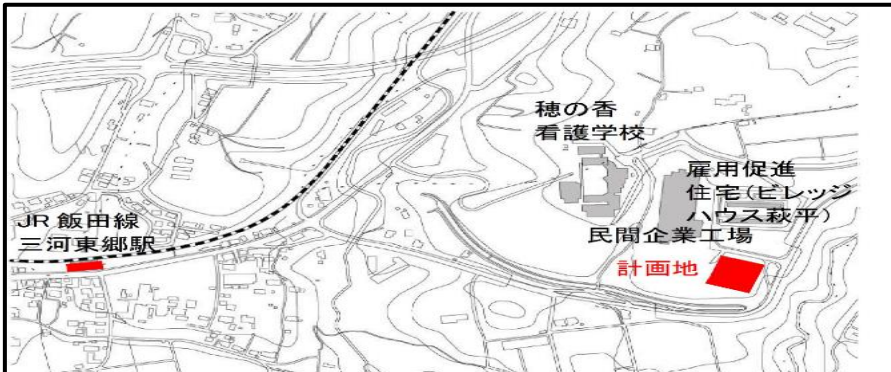 穂の香
看護学校
雇用促進
住宅(ビレッジ
ハウス萩平)
JR 飯田線
三河東郷駅
民間企業工場
計画地